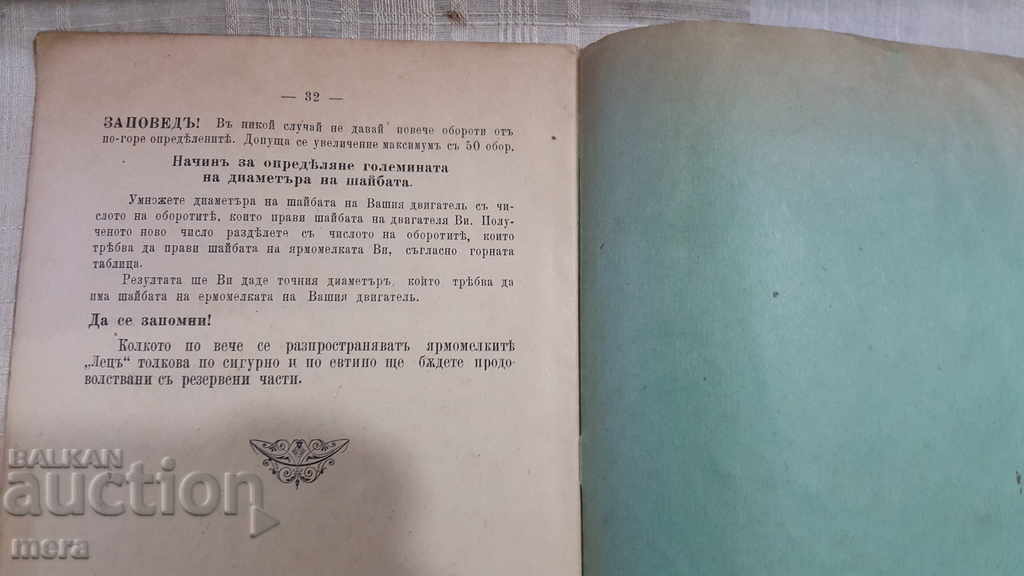 — 32 —
ЗАПОВЕДЪ! Въ никой случай не давай повече обороти отъ
по-горе опредѣленитѣ. Допуща се увеличение максимумъ съ 50 обор.
Начинъ за опредѣляне големината
на диаметъра на шайбата.
Умножете диаметъра на шайбата на Вашия двигатель съ чи-
слото на оборотитѣ, които прави шайбата на двигателя Ви. Полу-
ченото ново число раздѣлете съ числото на оборотитѣ, които
трѣбва да прави шайбата на ярмомелката Ви, съгласно горната
таблица.
Резултата ще Ви даде точния диаметъръ, който трѣбва да
има шайбата на ермомелката на Вашия двигатель.
Да се запомни!
Колкото по вече се разпространяватъ ярмомелкитѣ
„Лецъ“ толкова по сигурно и по евтино ще бѫдете продо-
волствани съ резервени части.
BALKAN
auction
mera